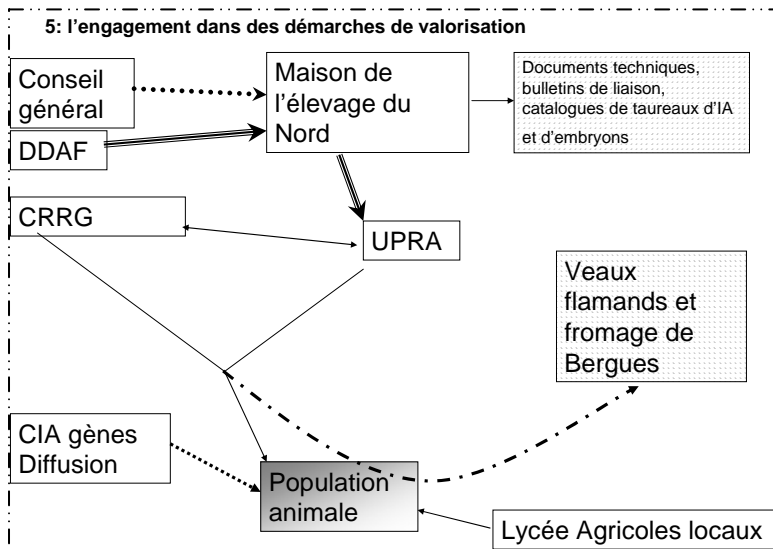 5: l'engagement dans des démarches de valorisation
Conseil
général
Maison de
l'élevage du
Nord
Documents techniques,
bulletins de liaison,
catalogues de taureaux d'IA
et d'embryons
DDAF
CRRG
UPRA
Veaux
flamands et
fromage de
Bergues
CIA gènes
Diffusion
Population
animale
Lycée Agricoles locaux